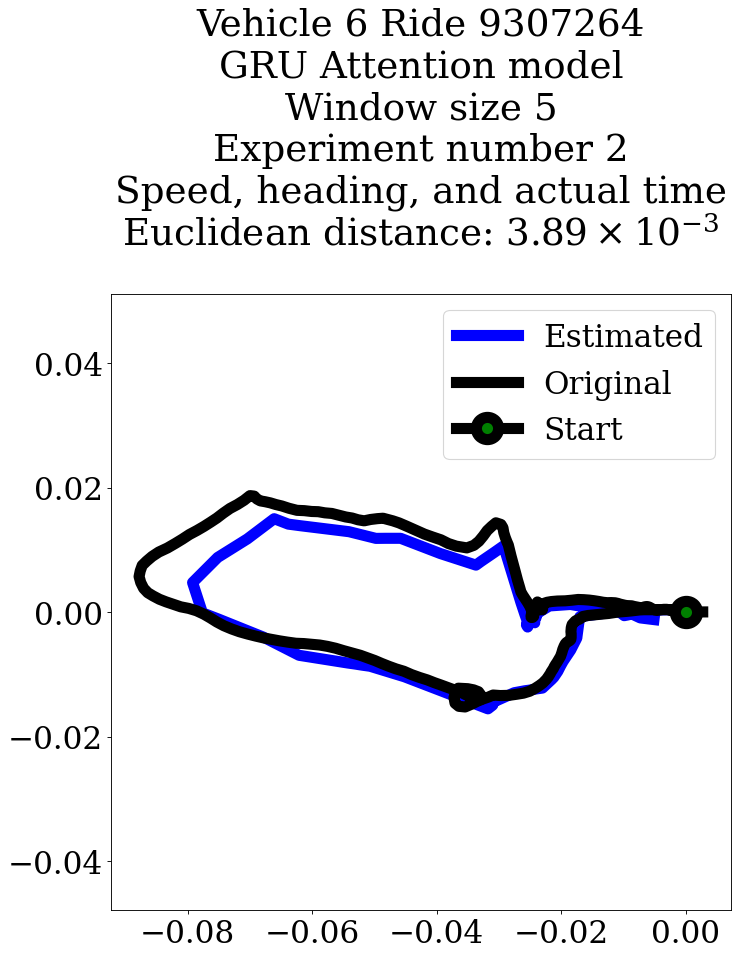 Vehicle 6 Ride 9307264
GRU Attention model
Window size 5
Experiment number 2
Speed, heading, and actual time
Euclidean distance: 3.89 × 10⁻³
Estimated
Original
Start
0.04
0.02
0.00
−0.02
−0.04
−0.08 −0.06 −0.04 −0.02 0.00